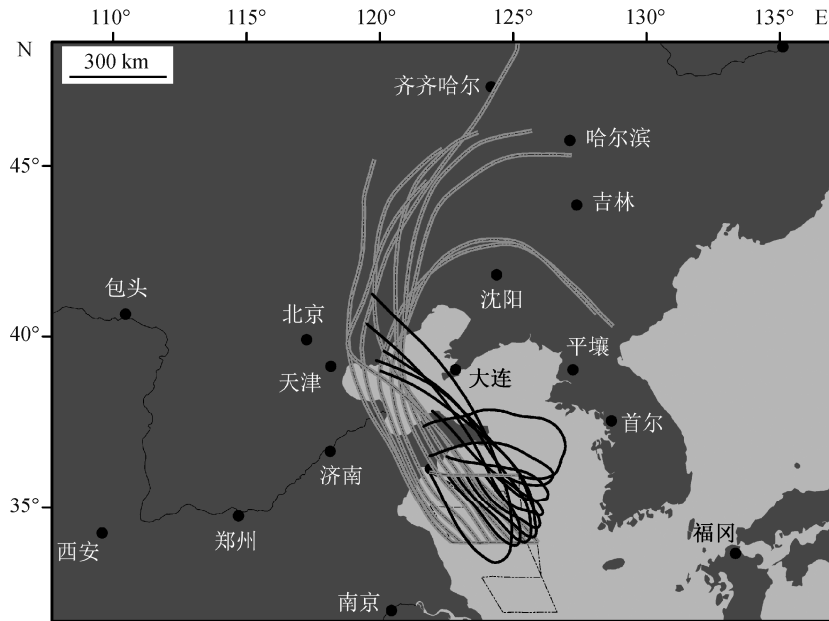 110° 115° 120° 125° 130° 135° E
N
300 km
齐齐哈尔
哈尔滨
45°
吉林
包头
沈阳
北京
40°
平壤
天津
大连
首尔
济南
35°
郑州
福冈
西安
南京